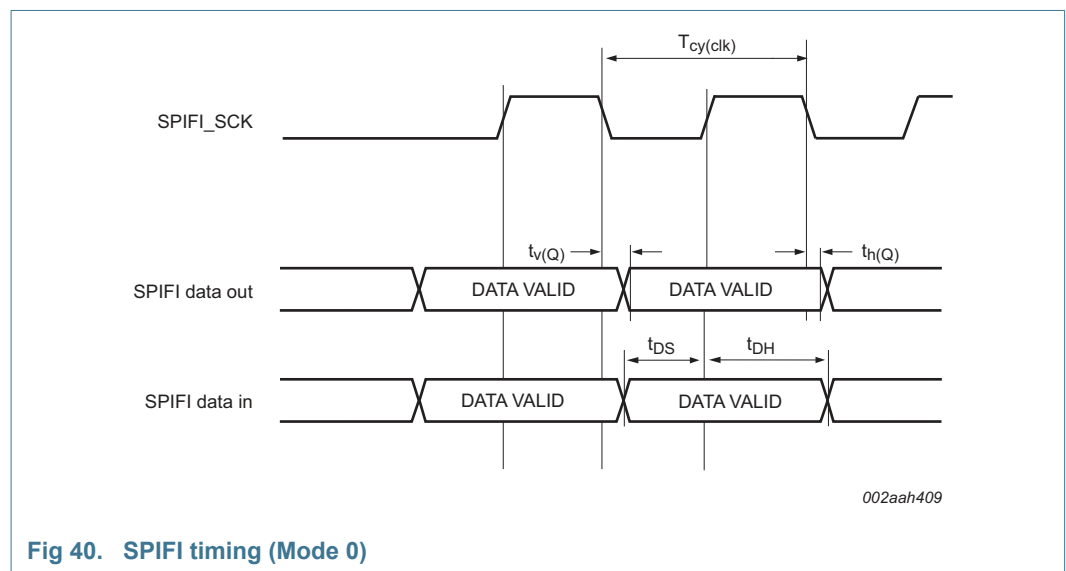 Tcy(clk)
SPIFI_SCK
tv(Q)
th(Q)
SPIFI data out
DATA VALID
DATA VALID
tDS
tDH
SPIFI data in
DATA VALID
DATA VALID
002aah409
Fig 40. SPIFI timing (Mode 0)